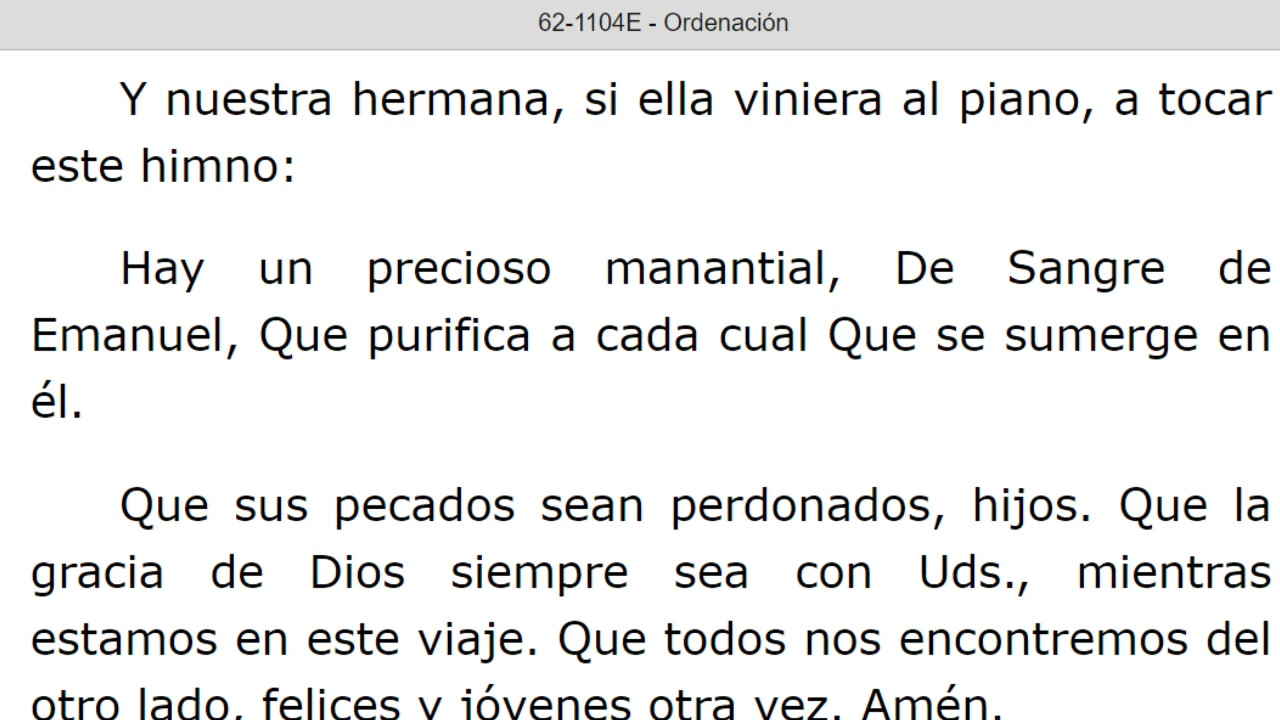 62-1104E - Ordenación
Y nuestra hermana, si ella viniera al piano, a tocar
este himno:
Hay un precioso manantial, De Sangre de
Emanuel, Que purifica a cada cual Que se sumerge en
él.
Que sus pecados sean perdonados, hijos. Que la
gracia de Dios siempre sea con Uds., mientras
estamos en este viaje. Que todos nos encontremos del
otro lado, felices y jóvenes otra vez. Amén.